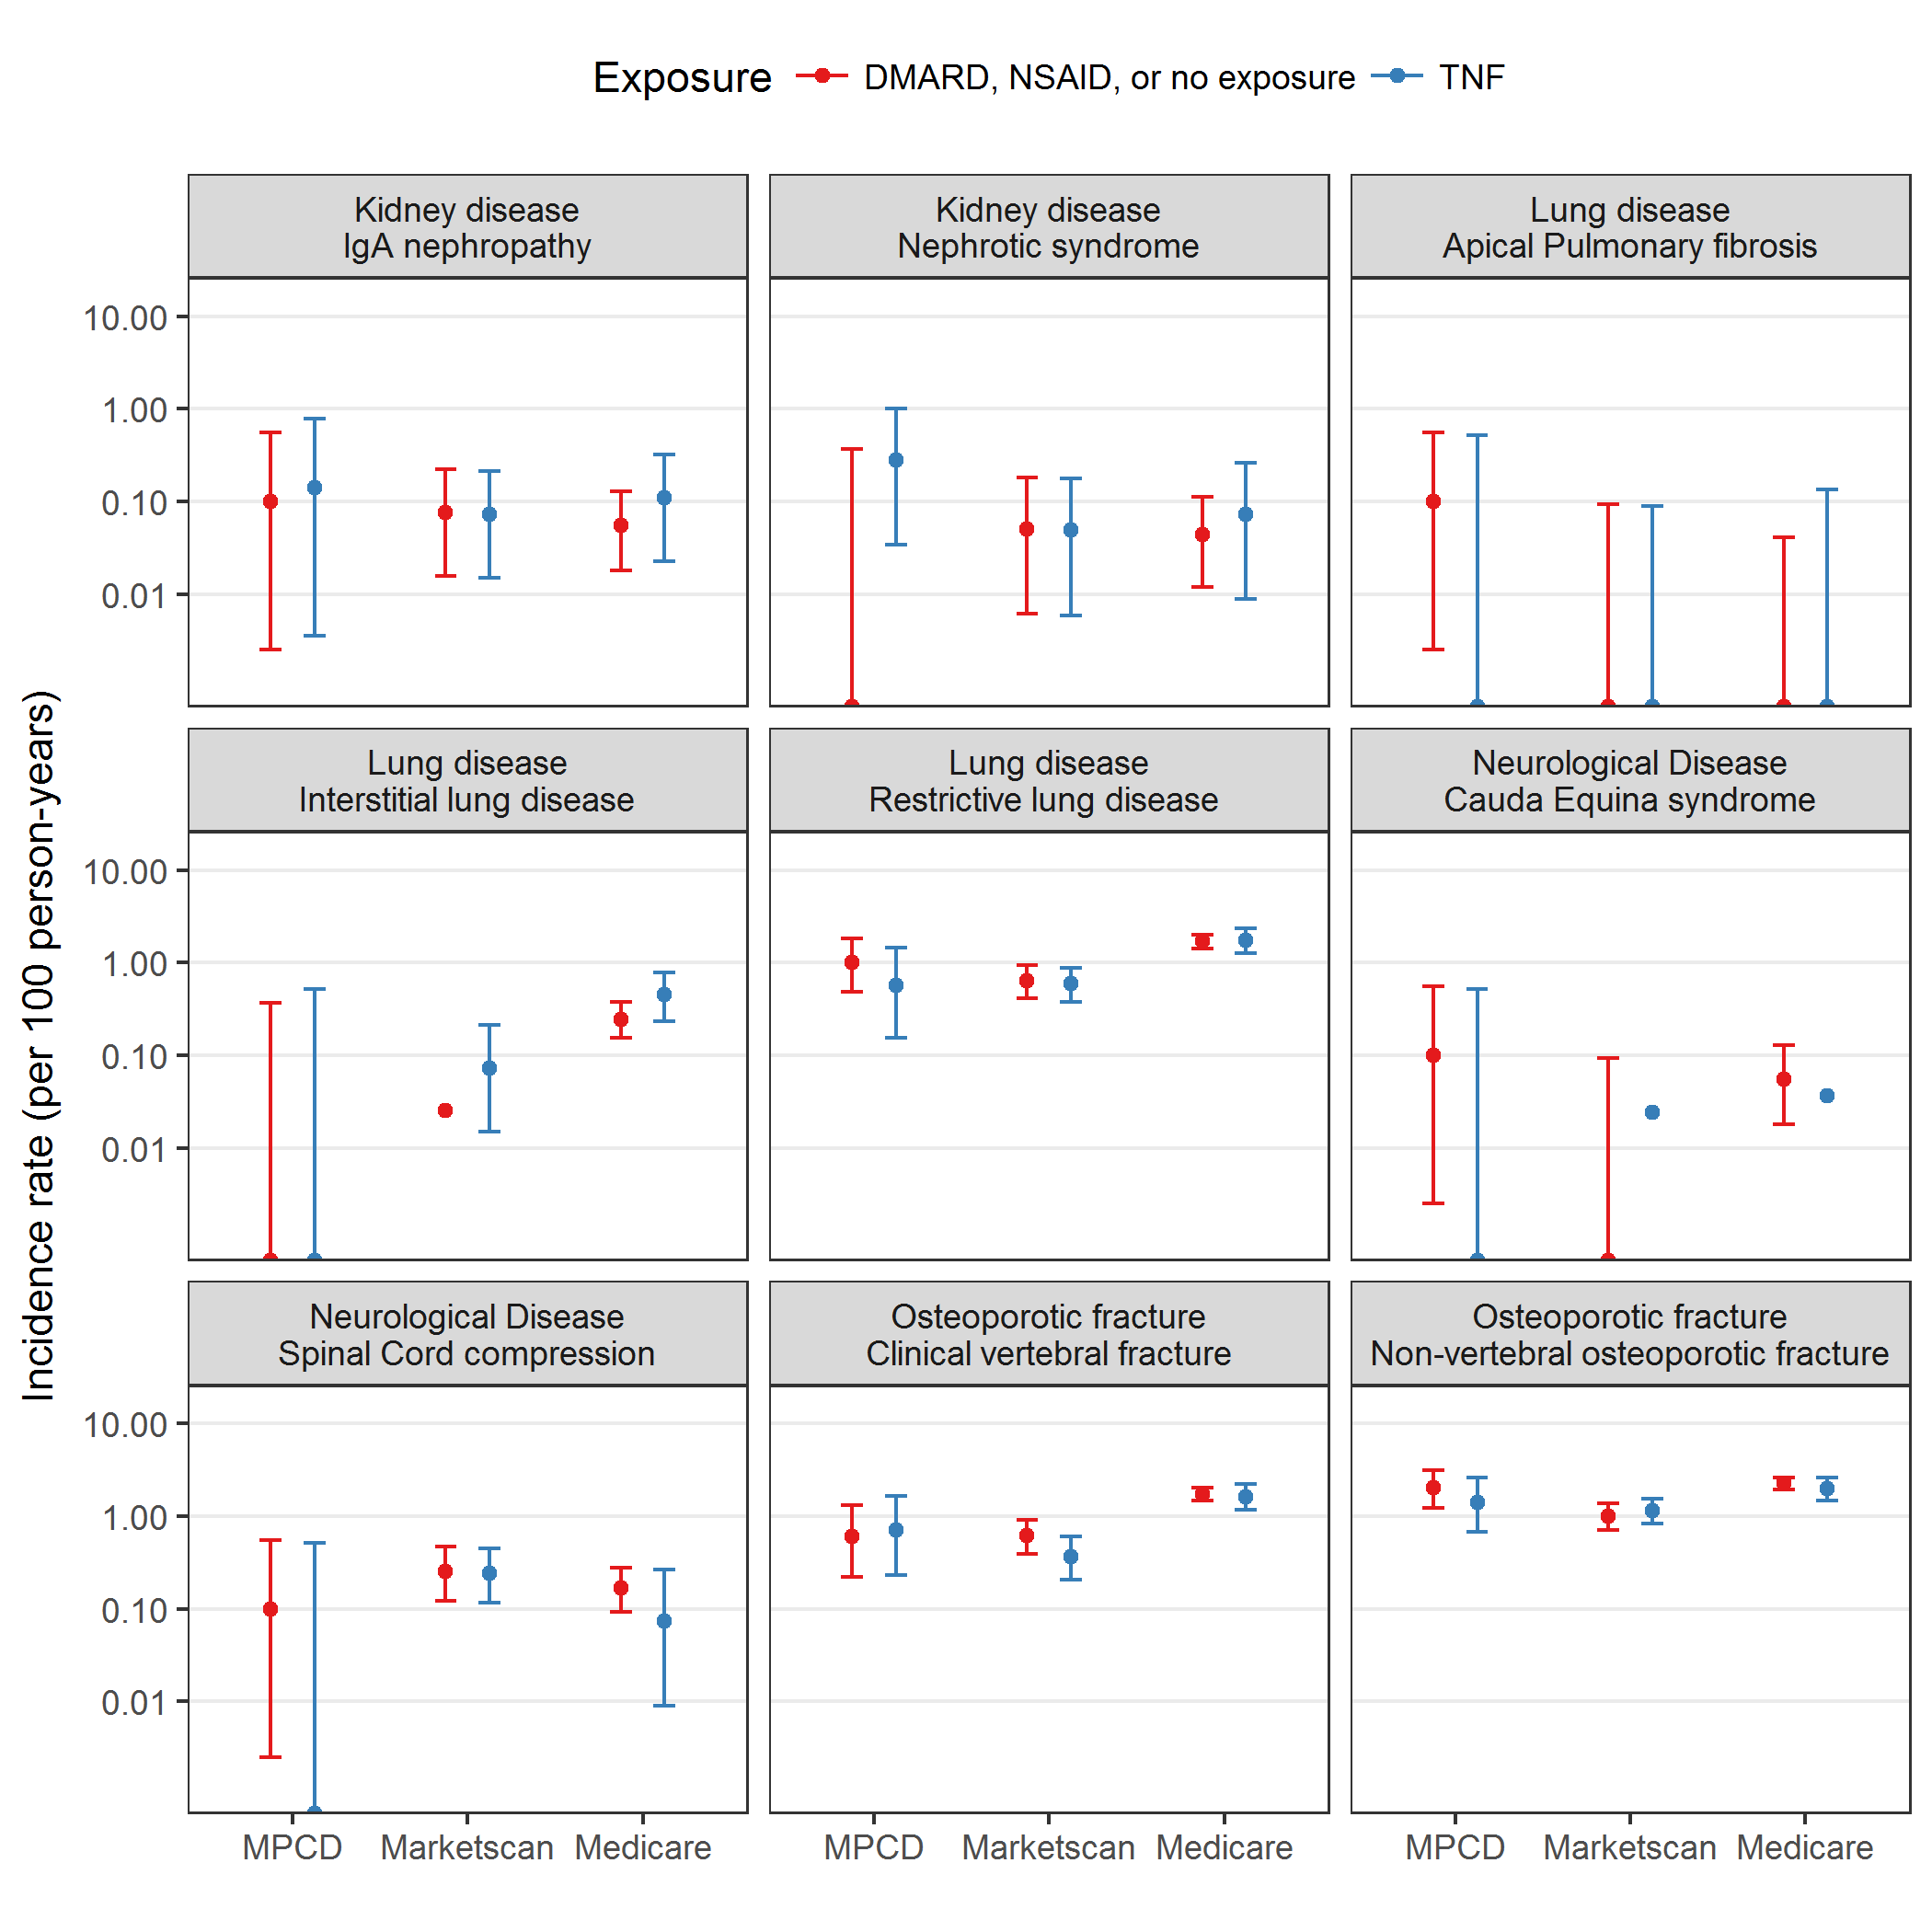 Exposure DMARD, NSAID, or no exposure TNF
Kidney disease
IgA nephropathy
Kidney disease
Nephrotic syndrome
Lung disease
Apical Pulmonary fibrosis
10.00
1.00
0.10
0.01
Lung disease
Interstitial lung disease
Lung disease
Restrictive lung disease
Neurological Disease
Cauda Equina syndrome
10.00
1.00
0.10
0.01
Neurological Disease
Spinal Cord compression
Osteoporotic fracture
Clinical vertebral fracture
Osteoporotic fracture
Non-vertebral osteoporotic fracture
10.00
1.00
0.10
0.01
MPCD Marketscan Medicare
MPCD Marketscan Medicare
MPCD Marketscan Medicare
Incidence rate (per 100 person-years)